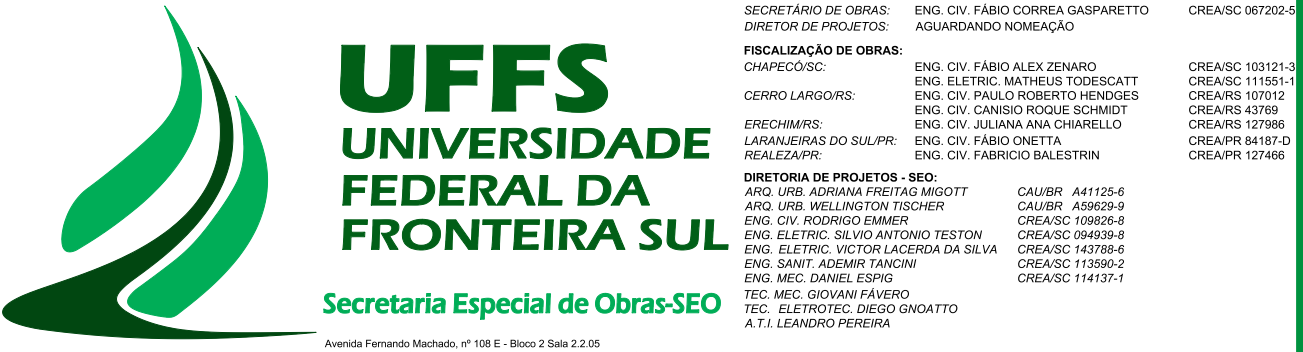 UFFS
UNIVERSIDADE
FEDERAL DA
FRONTEIRA SUL
Secretaria Especial de Obras-SEO
Avenida Fernando Machado, nº 108 E - Bloco 2 Sala 2.2.05
SECRETÁRIO DE OBRAS: ENG. CIV. FÁBIO CORREA GASPARETTO CREA/SC 067202-5
DIRETOR DE PROJETOS: AGUARDANDO NOMEAÇÃO
FISCALIZAÇÃO DE OBRAS:
CHAPECÓ/SC: ENG. CIV. FÁBIO ALEX ZENARO CREA/SC 103121-3
ENG. ELETRIC. MATHEUS TODESCATT CREA/SC 111551-1
CERRO LARGO/RS: ENG. CIV. PAULO ROBERTO HENDGES CREA/RS 107012
ENG. CIV. CANISIO ROQUE SCHMIDT CREA/RS 43769
ERECHIM/RS: ENG. CIV. JULIANA ANA CHIARELLO CREA/RS 127986
LARANJEIRAS DO SUL/PR: ENG. CIV. FÁBIO ONETTA CREA/PR 84187-D
REALEZA/PR: ENG. CIV. FABRICIO BALESTRIN CREA/PR 127466
DIRETORIA DE PROJETOS - SEO:
ARQ. URB. ADRIANA FREITAG MIGOTT CAU/BR A41125-6
ARQ. URB. WELLINGTON TISCHER CAU/BR A59629-9
ENG. CIV. RODRIGO EMMER CREA/SC 109826-8
ENG. ELETRIC. SILVIO ANTONIO TESTON CREA/SC 094939-8
ENG. ELETRIC. VICTOR LACERDA DA SILVA CREA/SC 143788-6
ENG. SANIT. ADEMIR TANCINI CREA/SC 113590-2
ENG. MEC. DANIEL ESPIG CREA/SC 114137-1
TEC. MEC. GIOVANI FÁVERO
TEC. ELETROTEC. DIEGO GNOATTO
A.T.I. LEANDRO PEREIRA